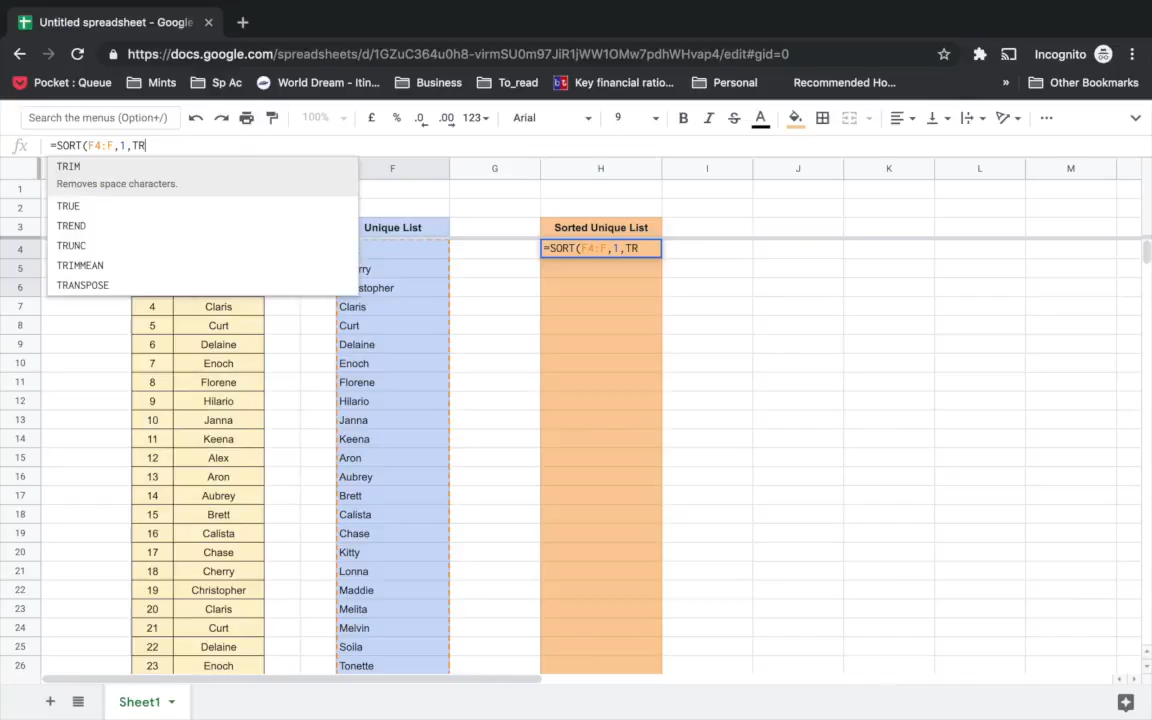 Untitled spreadsheet - Google
https://docs.google.com/spreadsheets/d/1GZuC364u0h8-virmSU0m97JiR1jWW1OMw7pdhWHvap4/edit#gid=0
Incognito
Pocket : Queue
Mints
Sp Ac
World Dream - Itin...
Business
To_read
bt
Key financial ratio...
Personal
Recommended Ho...
»
Other Bookmarks
Search the menus (Option+/)
100%
£
%
.0
.00
123
Arial
9
B
I
S
A
fx
=SORT(F4:F,1,TR
TRIM
Removes space characters.
TRUE
TREND
TRUNC
TRIMMEAN
TRANSPOSE
F G H I J K L M
1
2
3 Unique List Sorted Unique List
4 =SORT(F4:F,1,TR
5 rry
6 stopher
7 4 Claris Claris
8 5 Curt Curt
9 6 Delaine Delaine
10 7 Enoch Enoch
11 8 Florene Florene
12 9 Hilario Hilario
13 10 Janna Janna
14 11 Keena Keena
15 12 Alex Aron
16 13 Aron Aubrey
17 14 Aubrey Brett
18 15 Brett Calista
19 16 Calista Chase
20 17 Chase Kitty
21 18 Cherry Lonna
22 19 Christopher Maddie
23 20 Claris Melita
24 21 Curt Melvin
25 22 Delaine Soila
26 23 Enoch Tonette
Sheet1